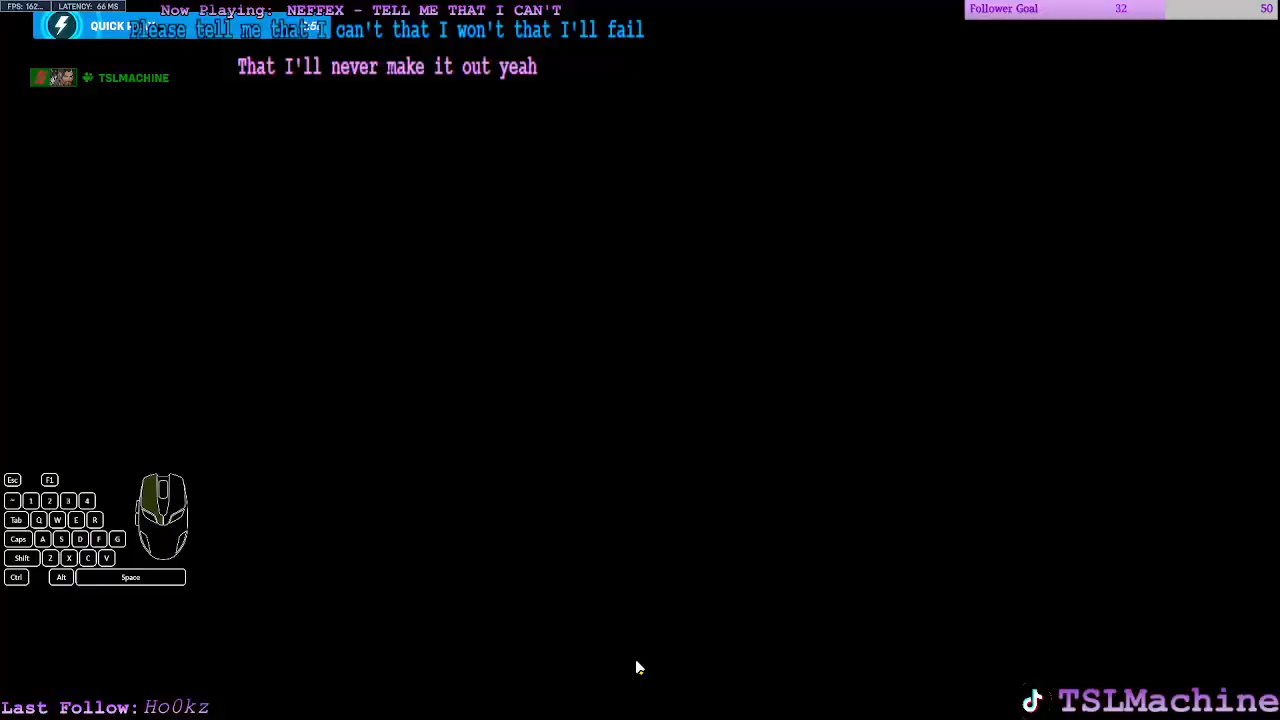 FPS: 162... LATENCY: 66 MS
Now Playing: NEFFEX - TELL ME THAT I CAN'T
Follower Goal 32 50
QUICK
Please tell me that I can't that I won't that I'll fail
That I'll never make it out yeah
TSLMACHINE
Esc F1
~ 1 2 3 4
Tab Q W E R
Caps A S D F G
Shift Z X C V
Ctrl Alt Space
Last Follow: Ho0kz
TSLMachine